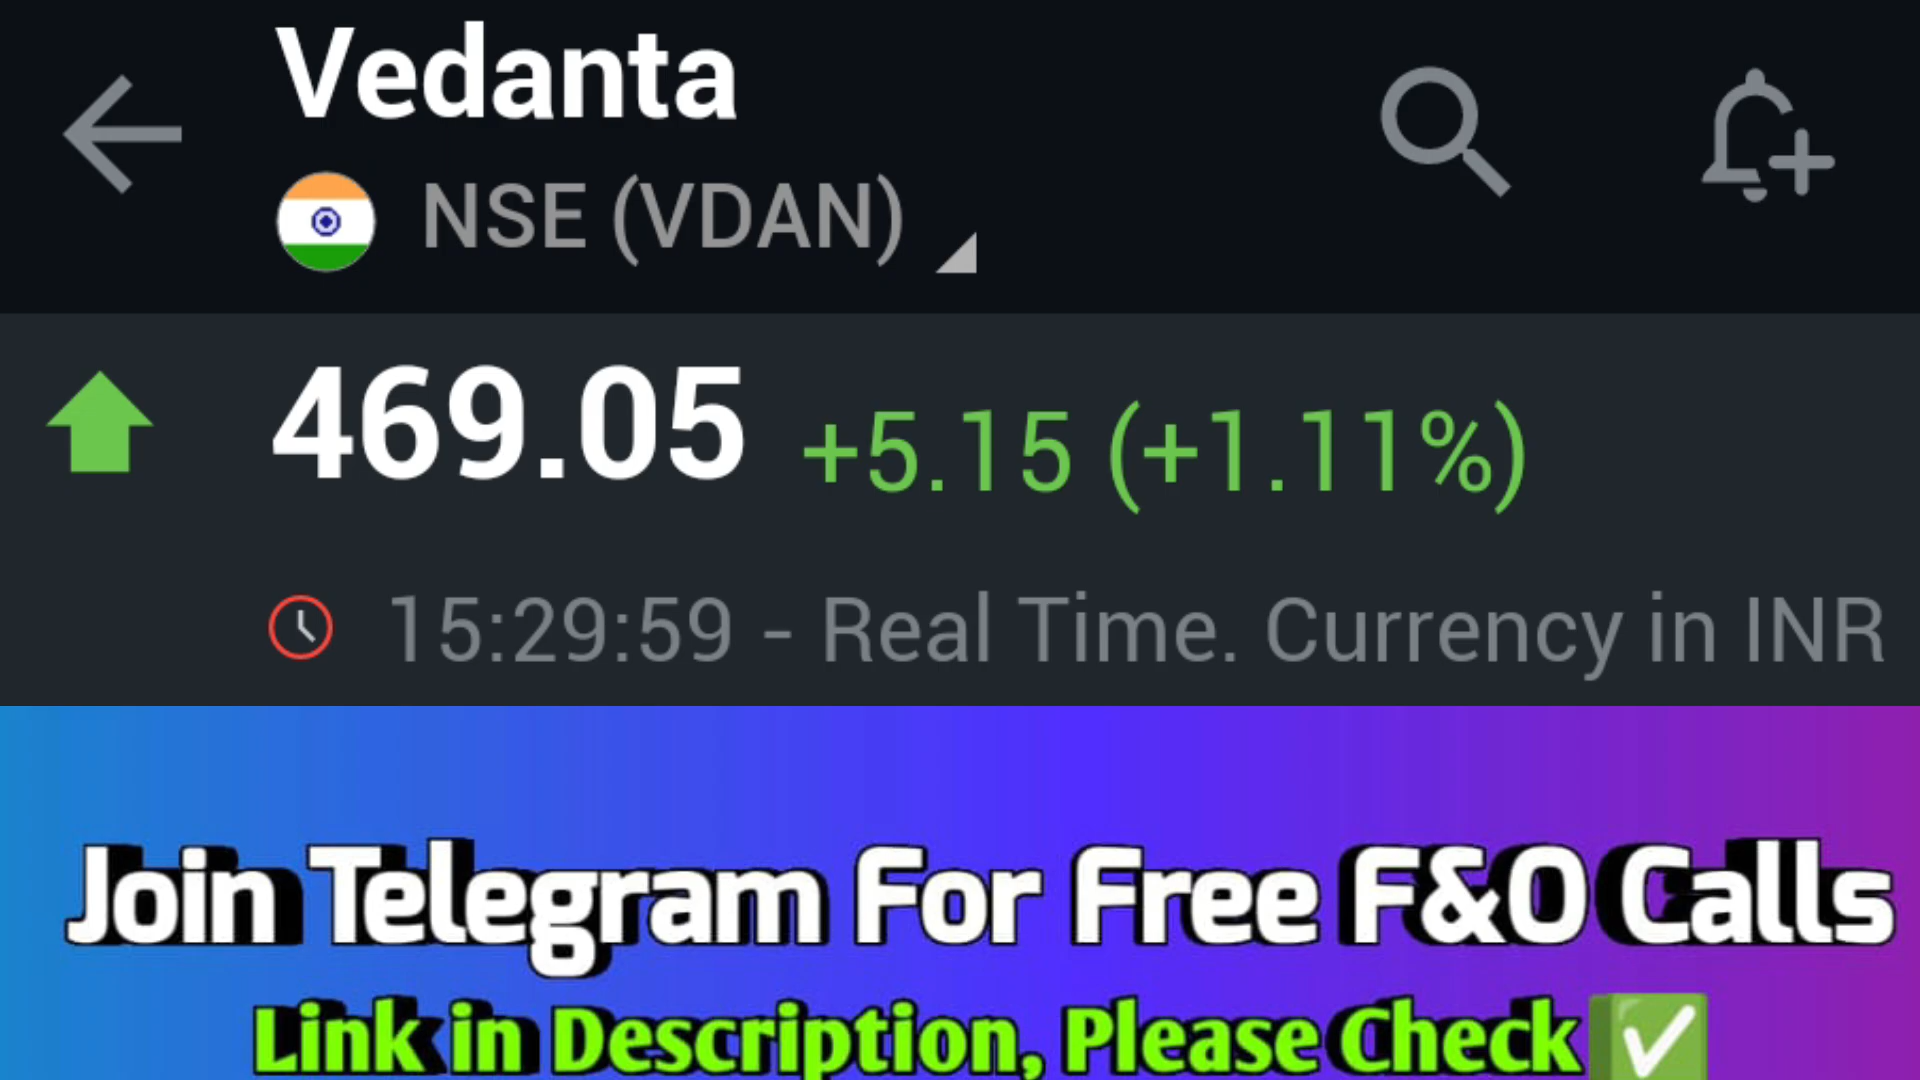 Vedanta
NSE (VDAN)
469.05 +5.15 (+1.11%)
15:29:59 - Real Time. Currency in INR
Join Telegram For Free F&O Calls
Link in Description, Please Check ✅